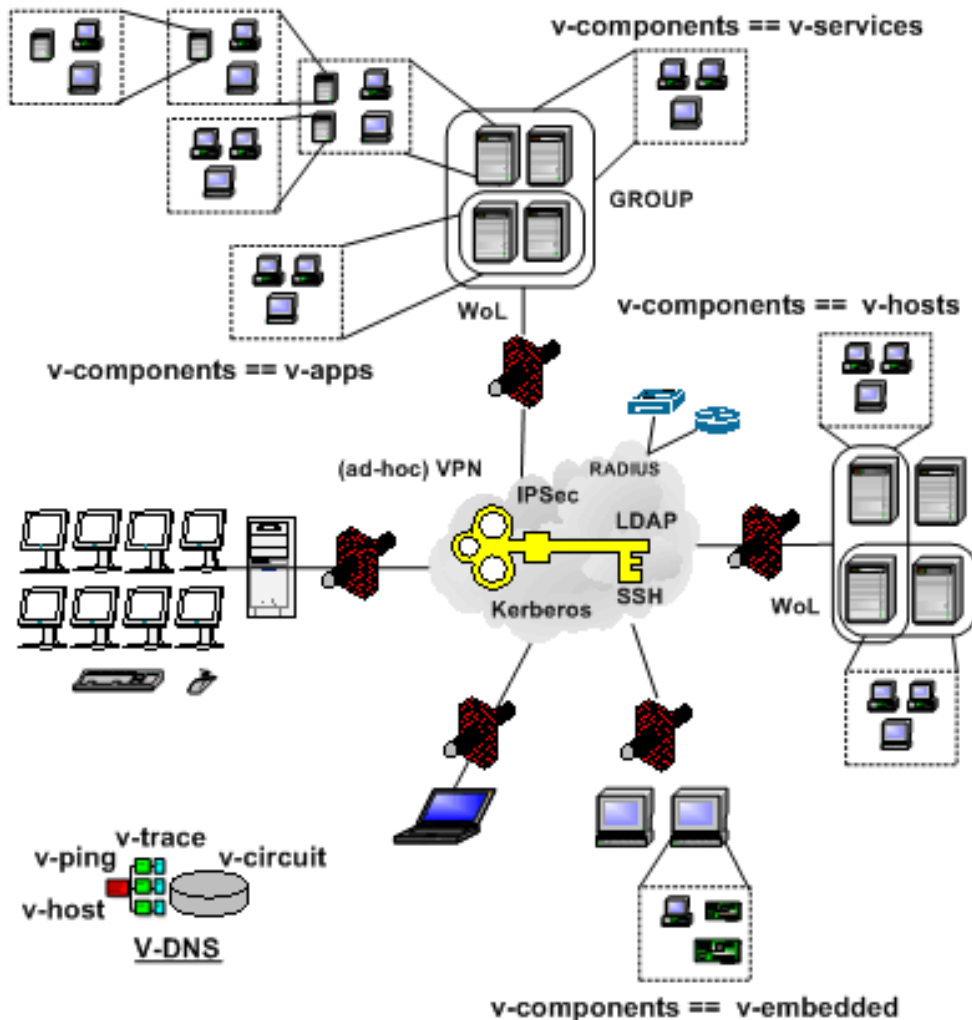 v-components == v-services
GROUP
WoL
v-components == v-hosts
v-components == v-apps
(ad-hoc) VPN
RADIUS
IPSec
LDAP
Kerberos
SSH
WoL
v-trace
v-ping
v-circuit
v-host
V-DNS
v-components == v-embedded